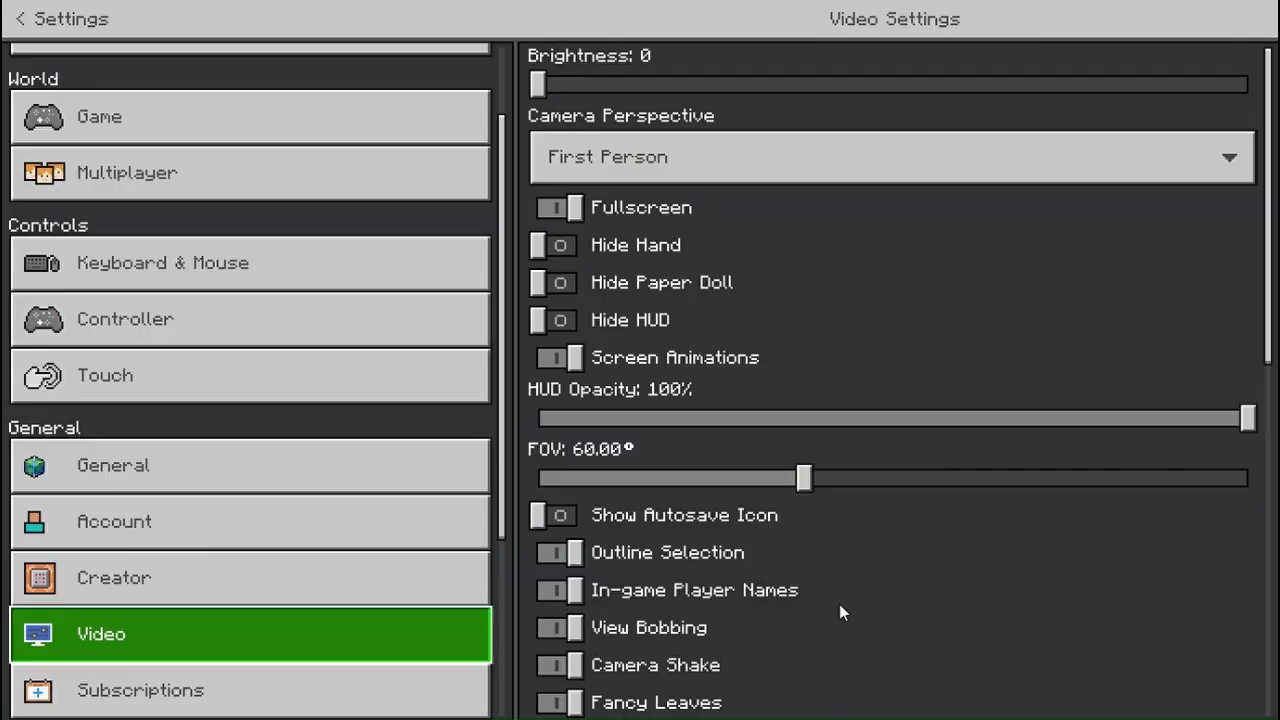 Settings
Video Settings
World
Game
Multiplayer
Controls
Keyboard & Mouse
Controller
Touch
General
General
Account
Creator
Video
Subscriptions
Brightness: 0
Camera Perspective
First Person
Fullscreen
Hide Hand
Hide Paper Doll
Hide HUD
Screen Animations
HUD Opacity: 100%
FOV: 60.00°
Show Autosave Icon
Outline Selection
In-game Player Names
View Bobbing
Camera Shake
Fancy Leaves